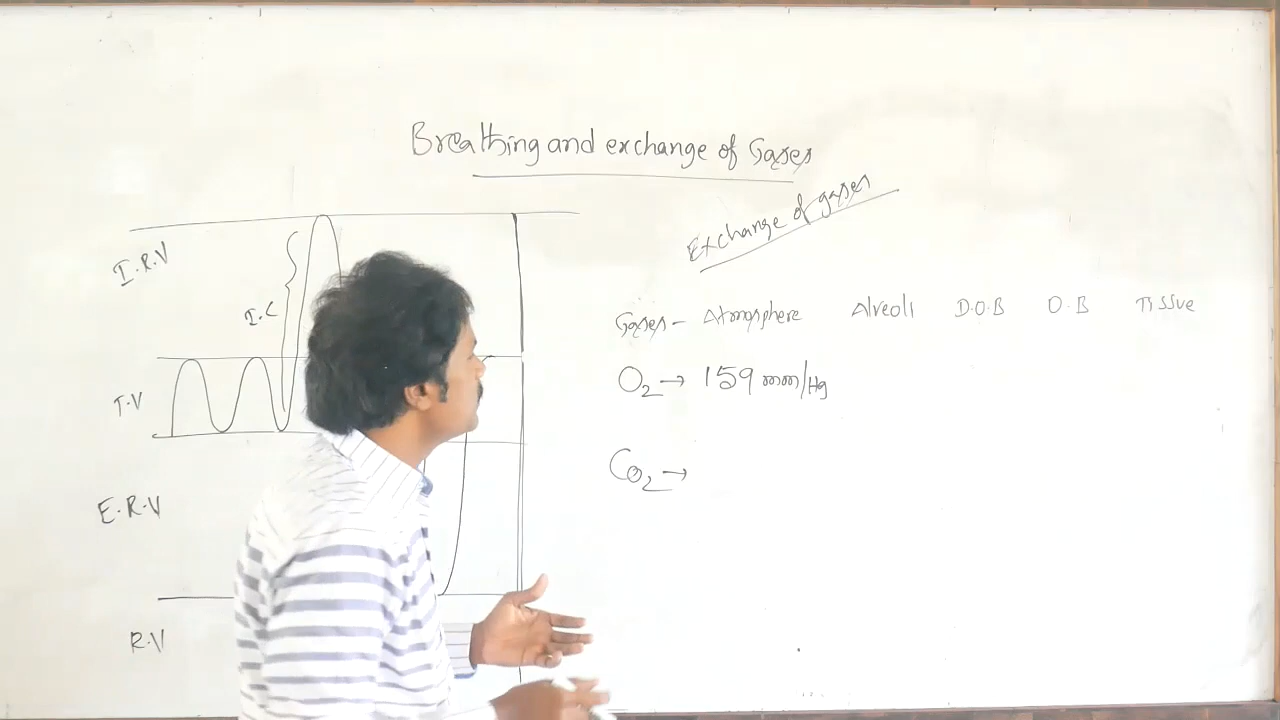 Breathing and exchange of Gases
Exchange of gases
I.R.V
I.C
T.V
E.R.V
R.V
Gases - Atmosphere Alveoli D.O.B O.B Tissue
O2 → 159 mm/Hg
CO2 →